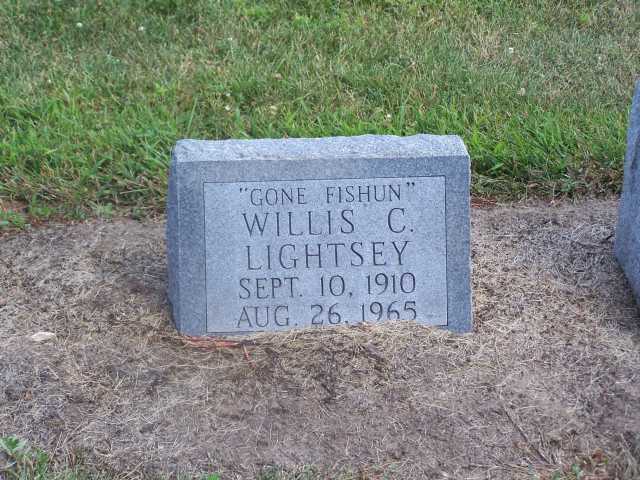 "GONE FISHUN"
WILLIS C.
LIGHTSEY
SEPT. 10, 1910
AUG. 26, 1965